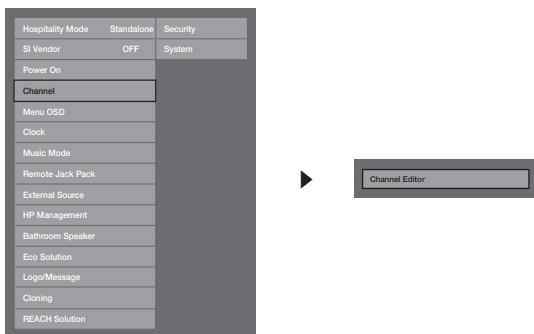 Hospitality Mode Standalone Security
SI Vendor OFF System
Power On
Channel
Menu OSD
Clock
Music Mode
Remote Jack Pack
External Source
HP Management
Bathroom Speaker
Eco Solution
Logo/Message
Cloning
REACH Solution
Channel Editor